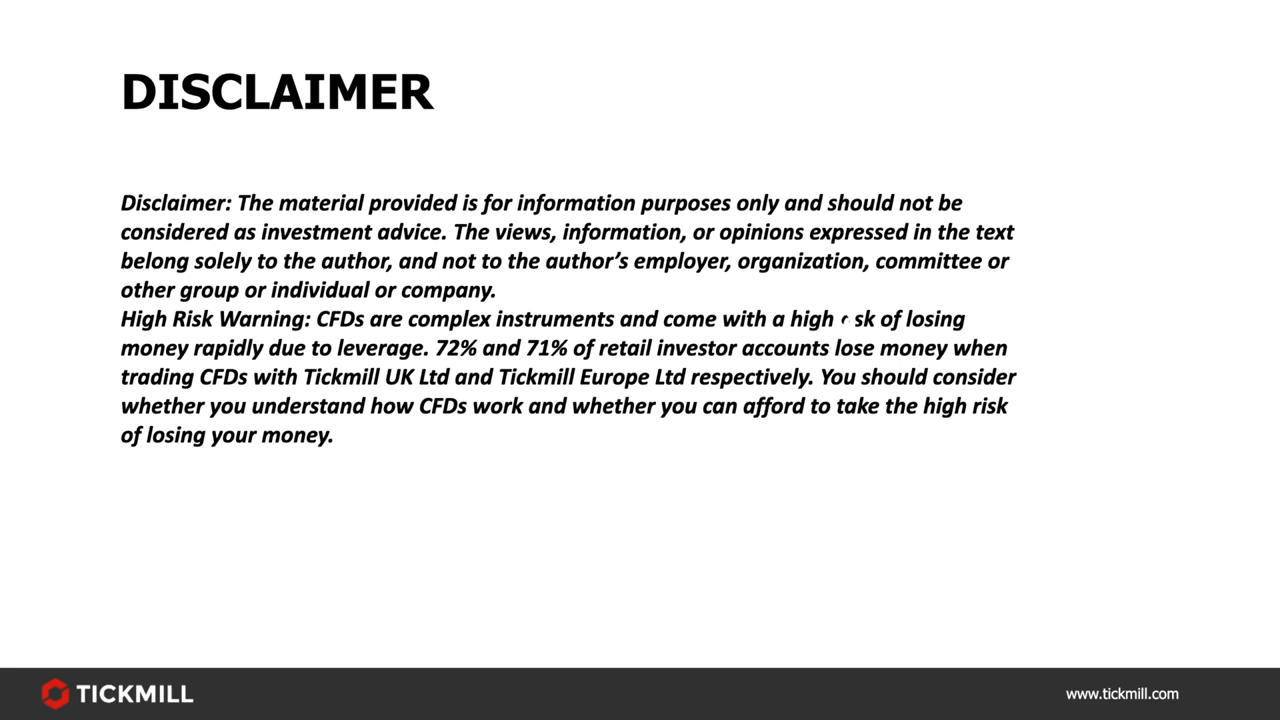 DISCLAIMER
Disclaimer: The material provided is for information purposes only and should not be
considered as investment advice. The views, information, or opinions expressed in the text
belong solely to the author, and not to the author’s employer, organization, committee or
other group or individual or company.
High Risk Warning: CFDs are complex instruments and come with a high sk of losing
money rapidly due to leverage. 72% and 71% of retail investor accounts lose money when
trading CFDs with Tickmill UK Ltd and Tickmill Europe Ltd respectively. You should consider
whether you understand how CFDs work and whether you can afford to take the high risk
of losing your money.
TICKMILL
www.tickmill.com